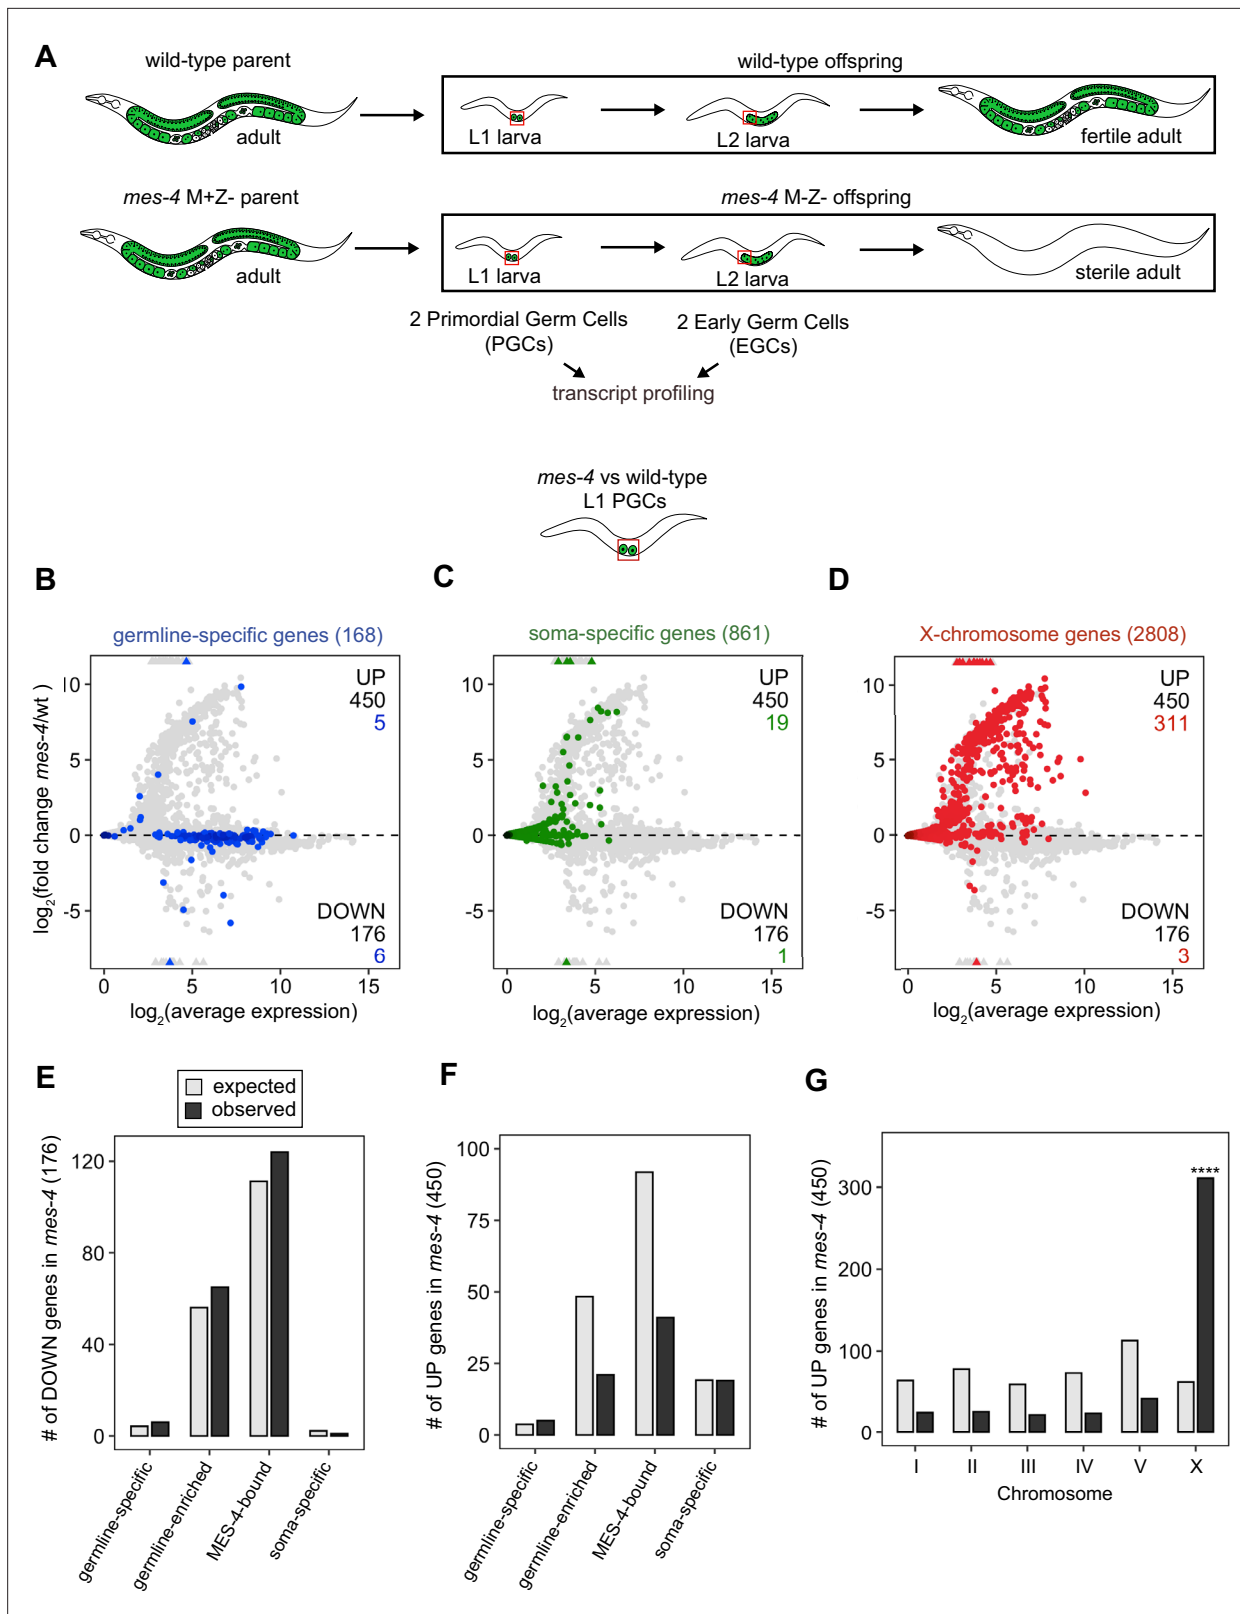 A
wild-type parent
wild-type offspring
adult
L1 larva
L2 larva
fertile adult
mes-4 M+Z- parent
mes-4 M-Z- offspring
adult
L1 larva
L2 larva
sterile adult
2 Primordial Germ Cells
(PGCs)
2 Early Germ Cells
(EGCs)
transcript profiling
mes-4 vs wild-type
L1 PGCs
B
germline-specific genes (168)
log2(fold change mes-4/wt )
10
5
0
-5
UP
450
5
DOWN
176
6
0 5 10 15
log2(average expression)
C
soma-specific genes (861)
10
5
0
-5
UP
450
19
DOWN
176
1
0 5 10 15
log2(average expression)
D
X-chromosome genes (2808)
10
5
0
-5
UP
450
311
DOWN
176
3
0 5 10 15
log2(average expression)
E
expected
observed
# of DOWN genes in mes-4 (176)
120
80
40
0
germline-specific
germline-enriched
MES-4-bound
soma-specific
F
# of UP genes in mes-4 (450)
100
75
50
25
0
germline-specific
germline-enriched
MES-4-bound
soma-specific
G
# of UP genes in mes-4 (450)
300
200
100
0
****
I II III IV V X
Chromosome